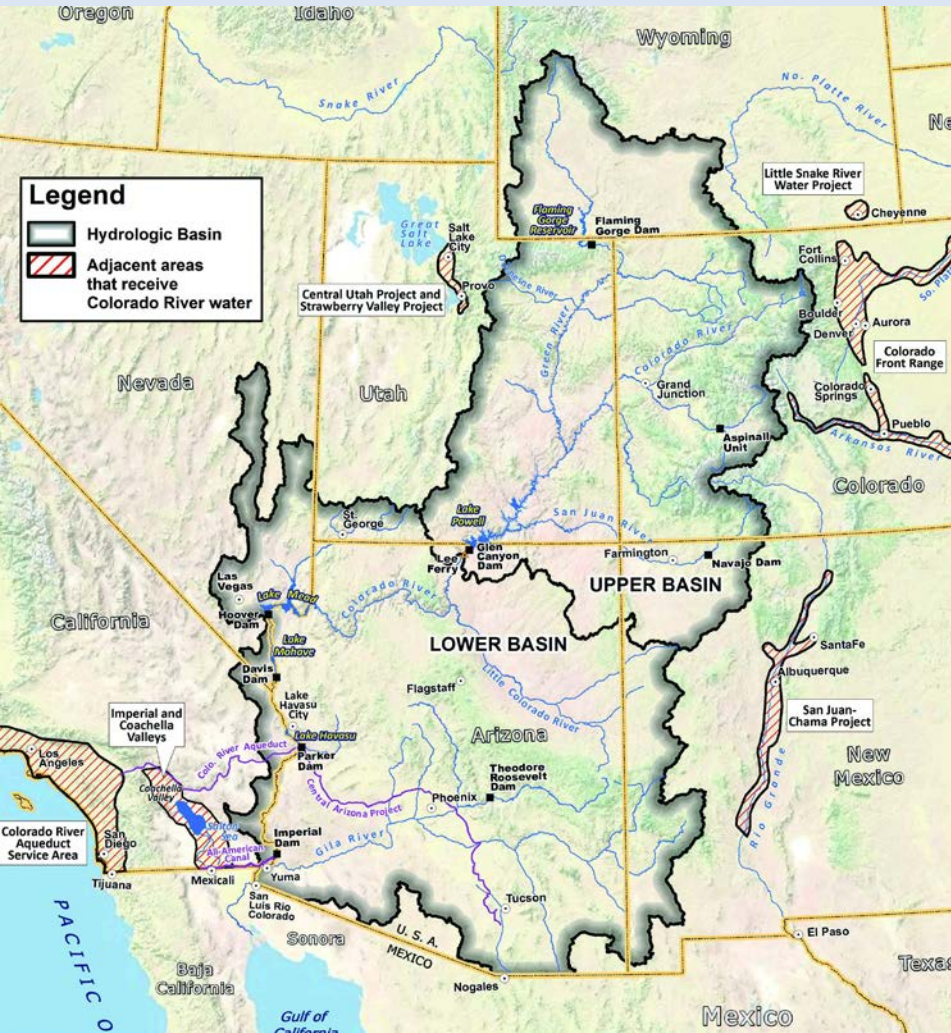 Oregon
Idaho
Wyoming
Snake River
No. Platte River
Ne
Legend
Hydrologic Basin
Adjacent areas
that receive
Colorado River water
Little Snake River
Water Project
Cheyenne
Great
Salt
Lake
Salt
Lake
City
Provo
Central Utah Project and
Strawberry Valley Project
Flaming
Gorge
Reservoir
Flaming
Gorge Dam
Duchesne River
Green River
Colorado River
Fort
Collins
So. Pla
Boulder
Denver
Aurora
Colorado
Front Range
Grand
Junction
Colorado
Springs
Pueblo
Arkansas River
Aspinall
Unit
Nevada
Utah
Colorado
St.
George
Lake
Powell
San Juan River
Lee
Ferry
Glen
Canyon
Dam
Farmington
Navajo Dam
UPPER BASIN
LOWER BASIN
Las
Vegas
Lake Mead
Hoover
Dam
Colorado River
California
Lake
Mohave
Davis
Dam
Lake
Havasu
City
Flagstaff
Little Colorado River
SantaFe
Albuquerque
San Juan-
Chama Project
Imperial and
Coachella
Valleys
Colo. River Aqueduct
Lake Havasu
Parker
Dam
Arizona
New
Mexico
Los
Angeles
Coachella
Valley
Central Arizona Project
Phoenix
Theodore
Roosevelt
Dam
Rio Grande
Colorado River
Aqueduct
Service Area
San
Diego
Salton
Sea
All-American
Canal
Imperial
Dam
Gila River
Tijuana
Mexicali
Yuma
San
Luis Rio
Colorado
Tucson
PACIFIC O
Sonora
U. S. A.
MEXICO
El Paso
Texas
Baja
California
Nogales
Gulf of
California
Mexico